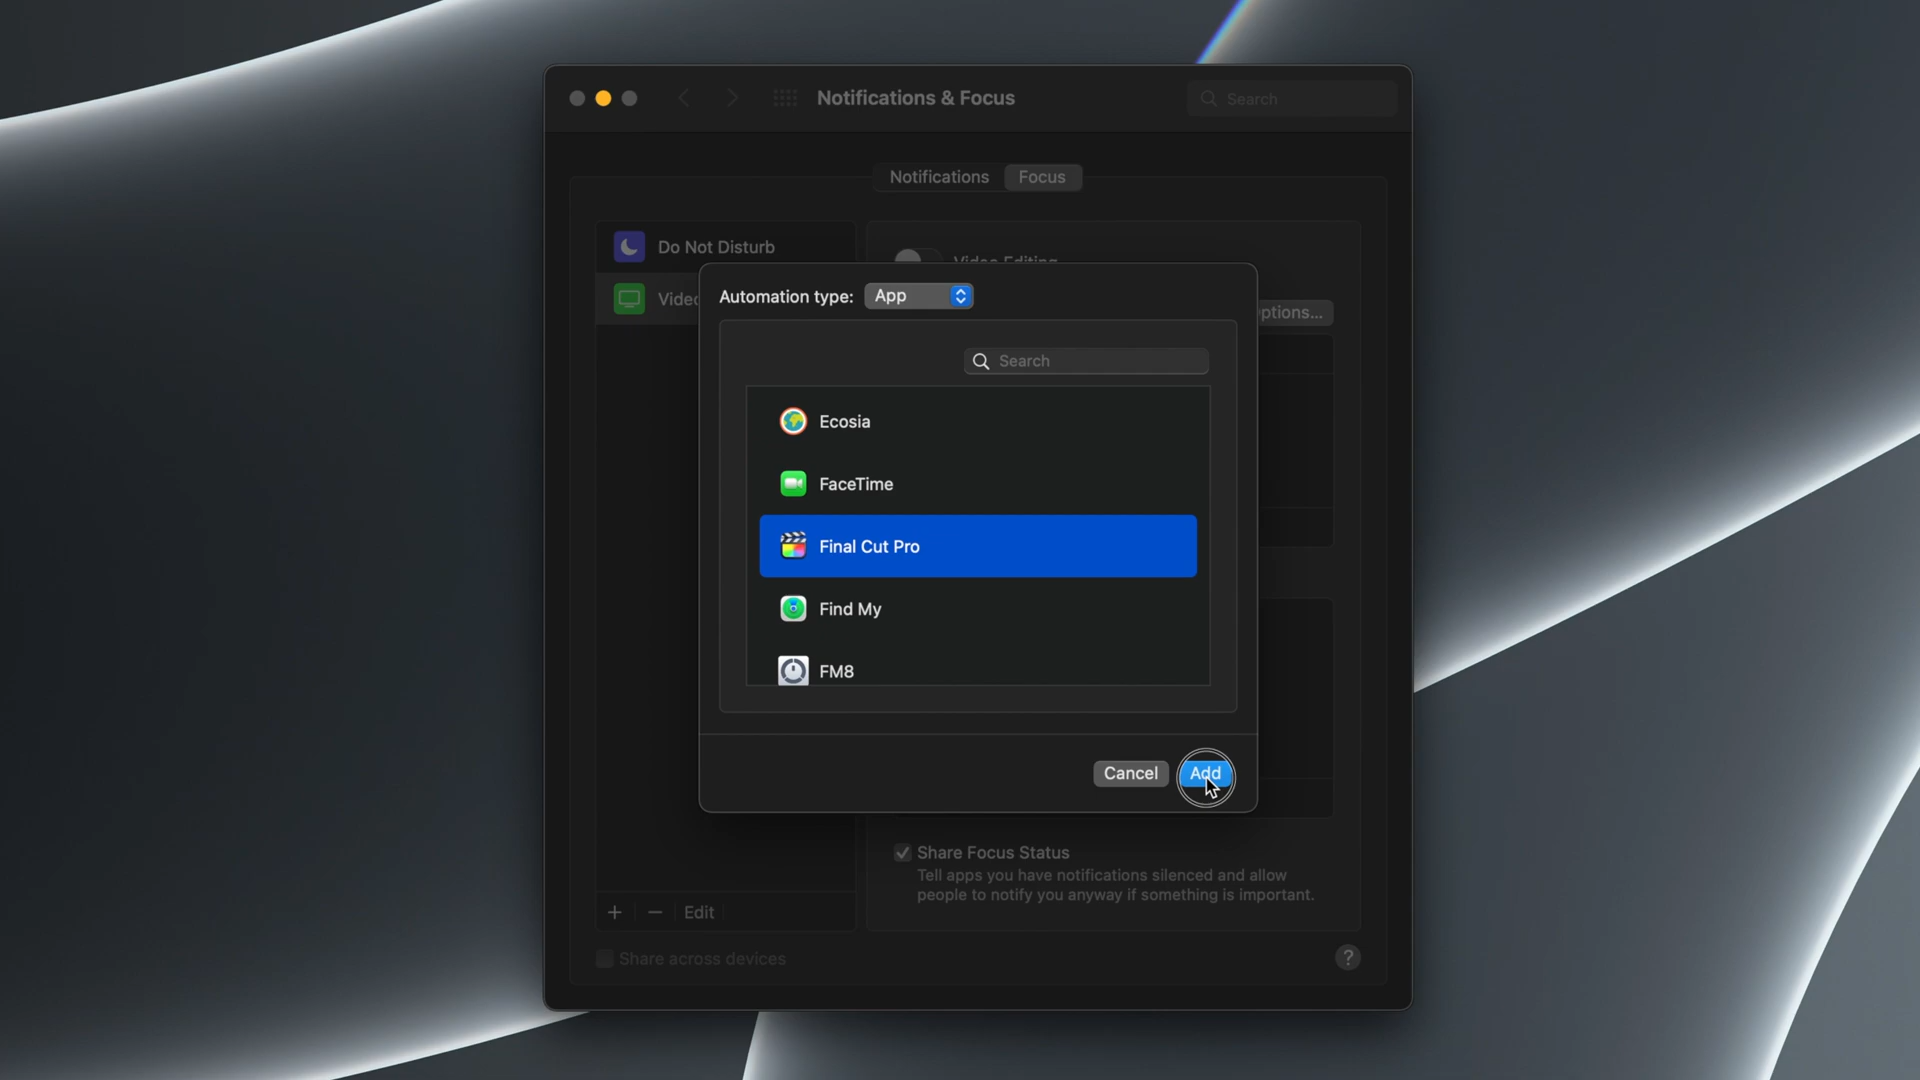 Notifications & Focus
Search
Notifications
Focus
Do Not Disturb
Video Editing
Automation type:
App
Search
Ecosia
FaceTime
Final Cut Pro
Find My
FM8
Cancel
Add
Share Focus Status
Tell apps you have notifications silenced and allow
people to notify you anyway if something is important.
+ − Edit
Share across devices
?